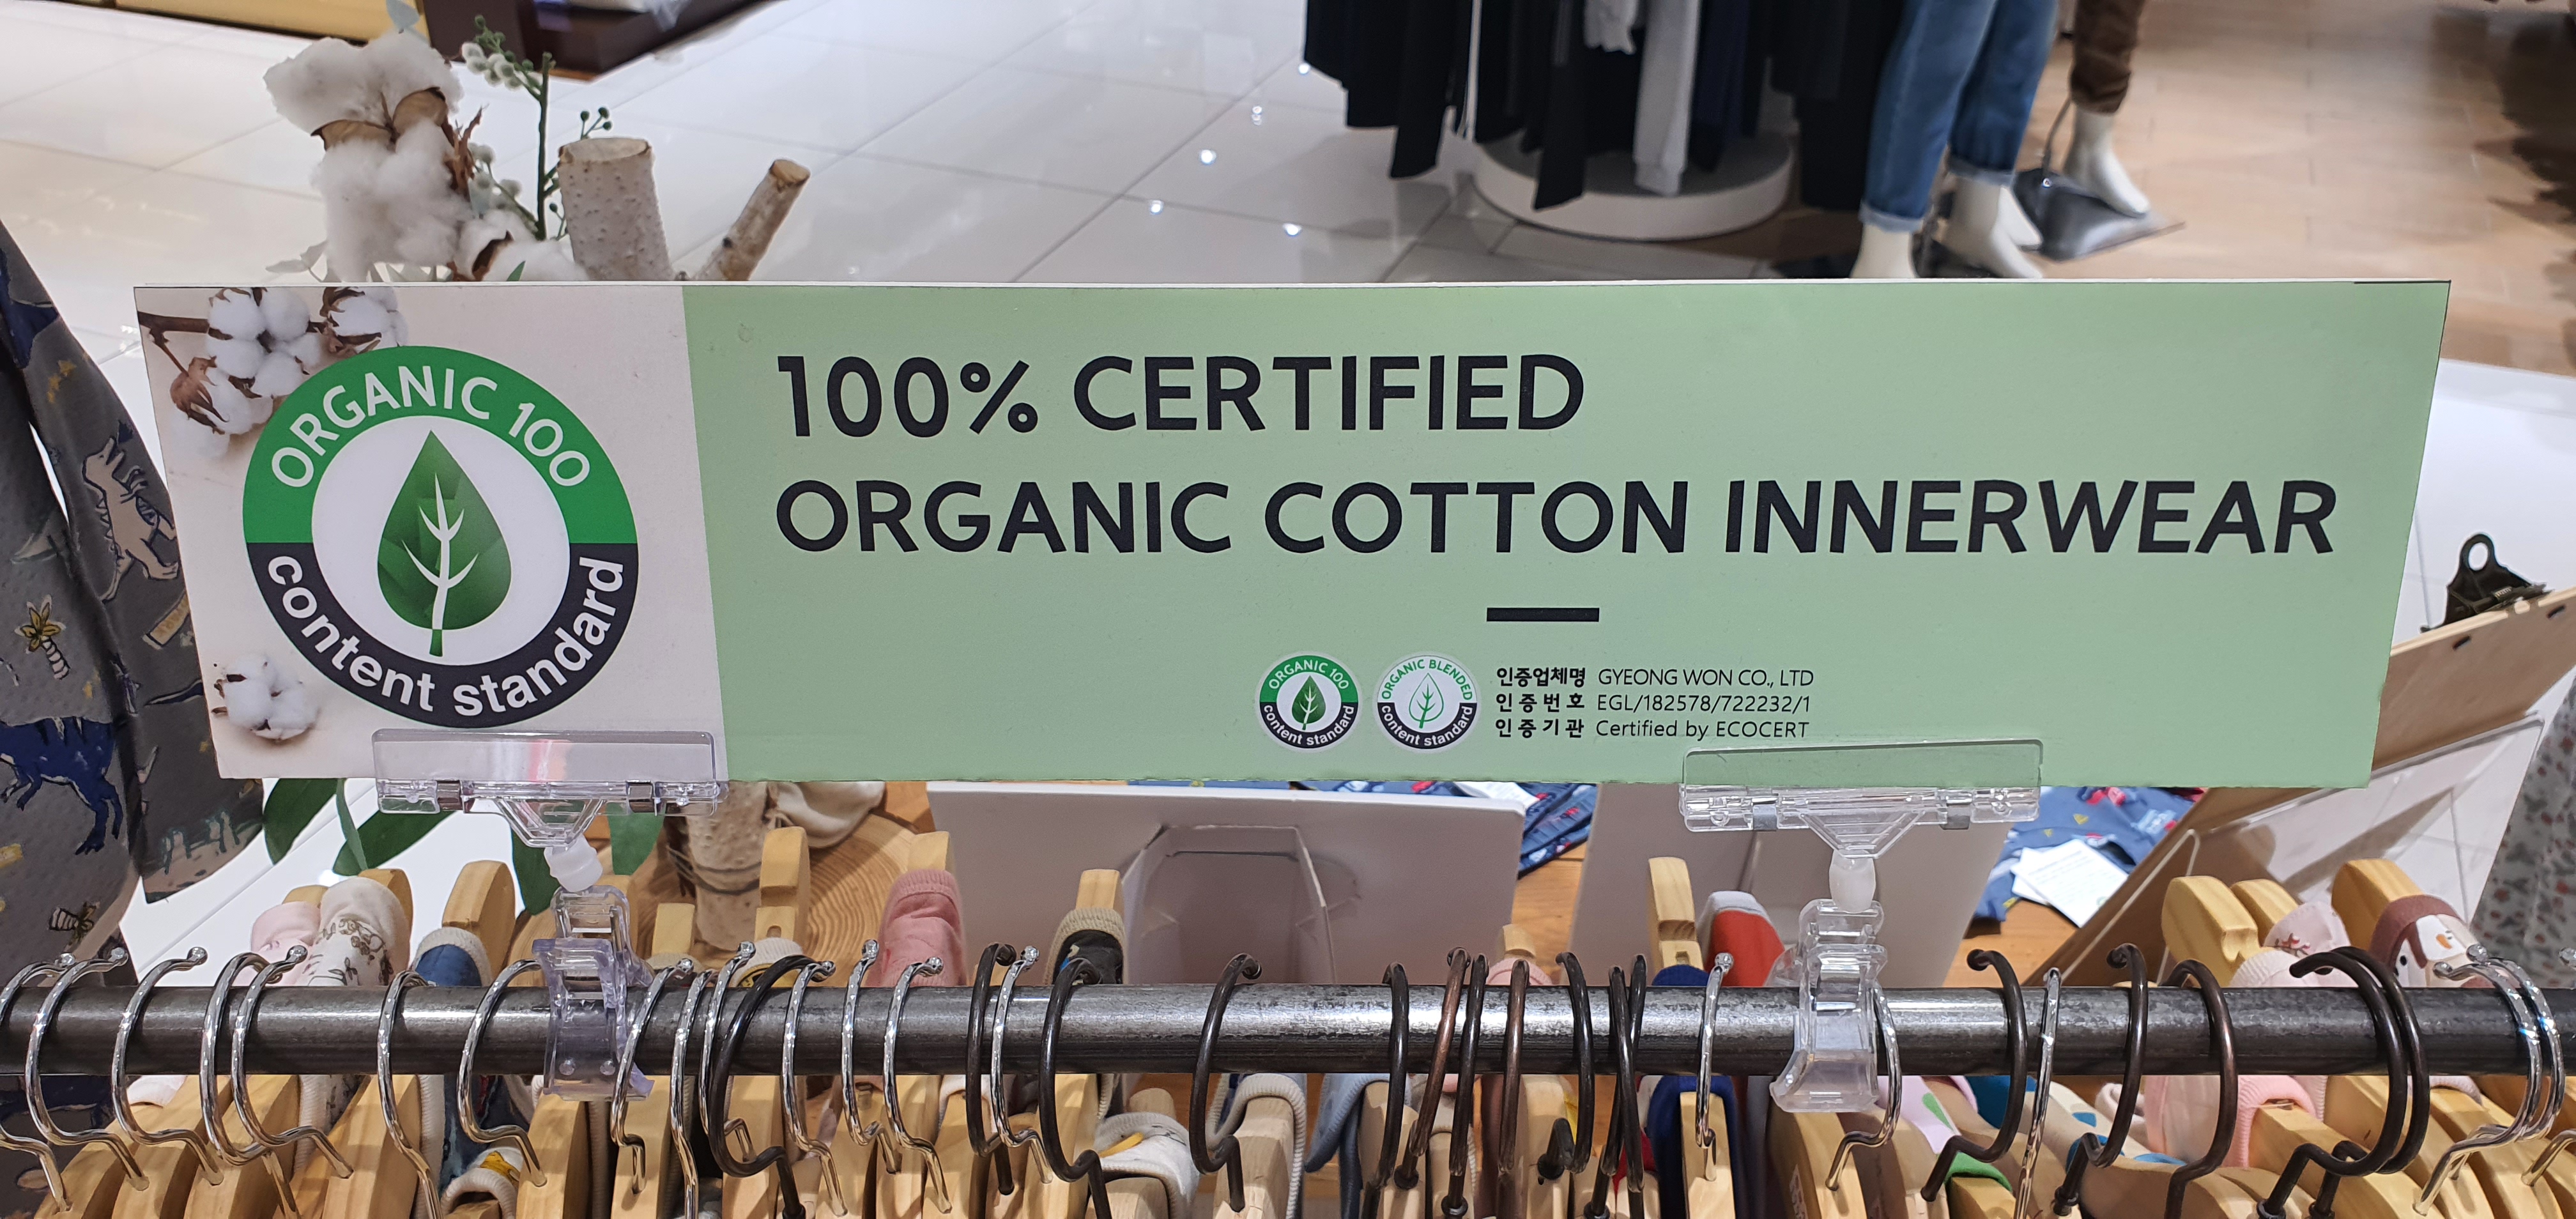 ORGANIC 100
content standard
100% CERTIFIED
ORGANIC COTTON INNERWEAR
ORGANIC 100
content standard
ORGANIC BLENDED
content standard
인증업체명 GYEONG WON CO., LTD
인증번호 EGL/182578/722232/1
인증기관 Certified by ECOCERT